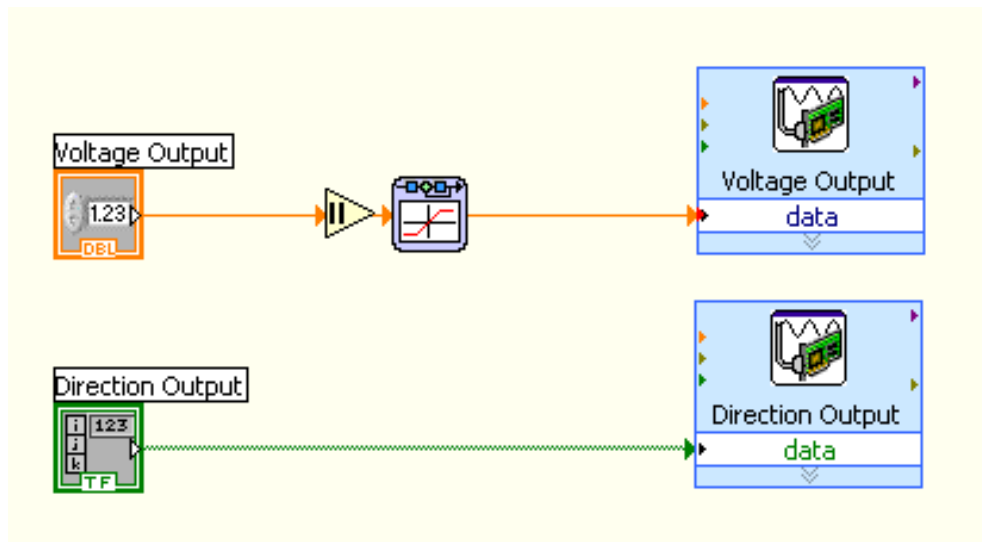 Voltage Output
1.23
DBL
Voltage Output
data
Direction Output
i
123
j
k
TF
Direction Output
data